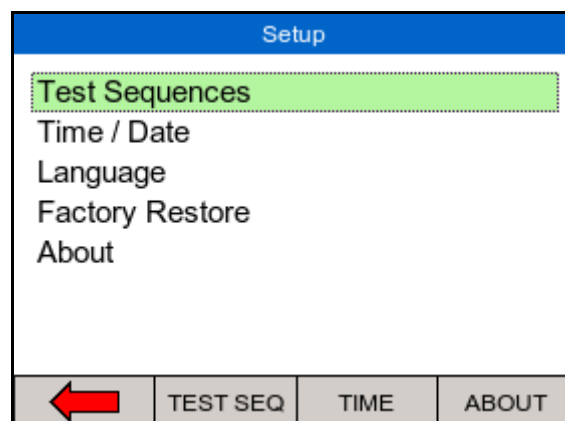 Setup
Test Sequences
Time / Date
Language
Factory Restore
About
TEST SEQ TIME ABOUT